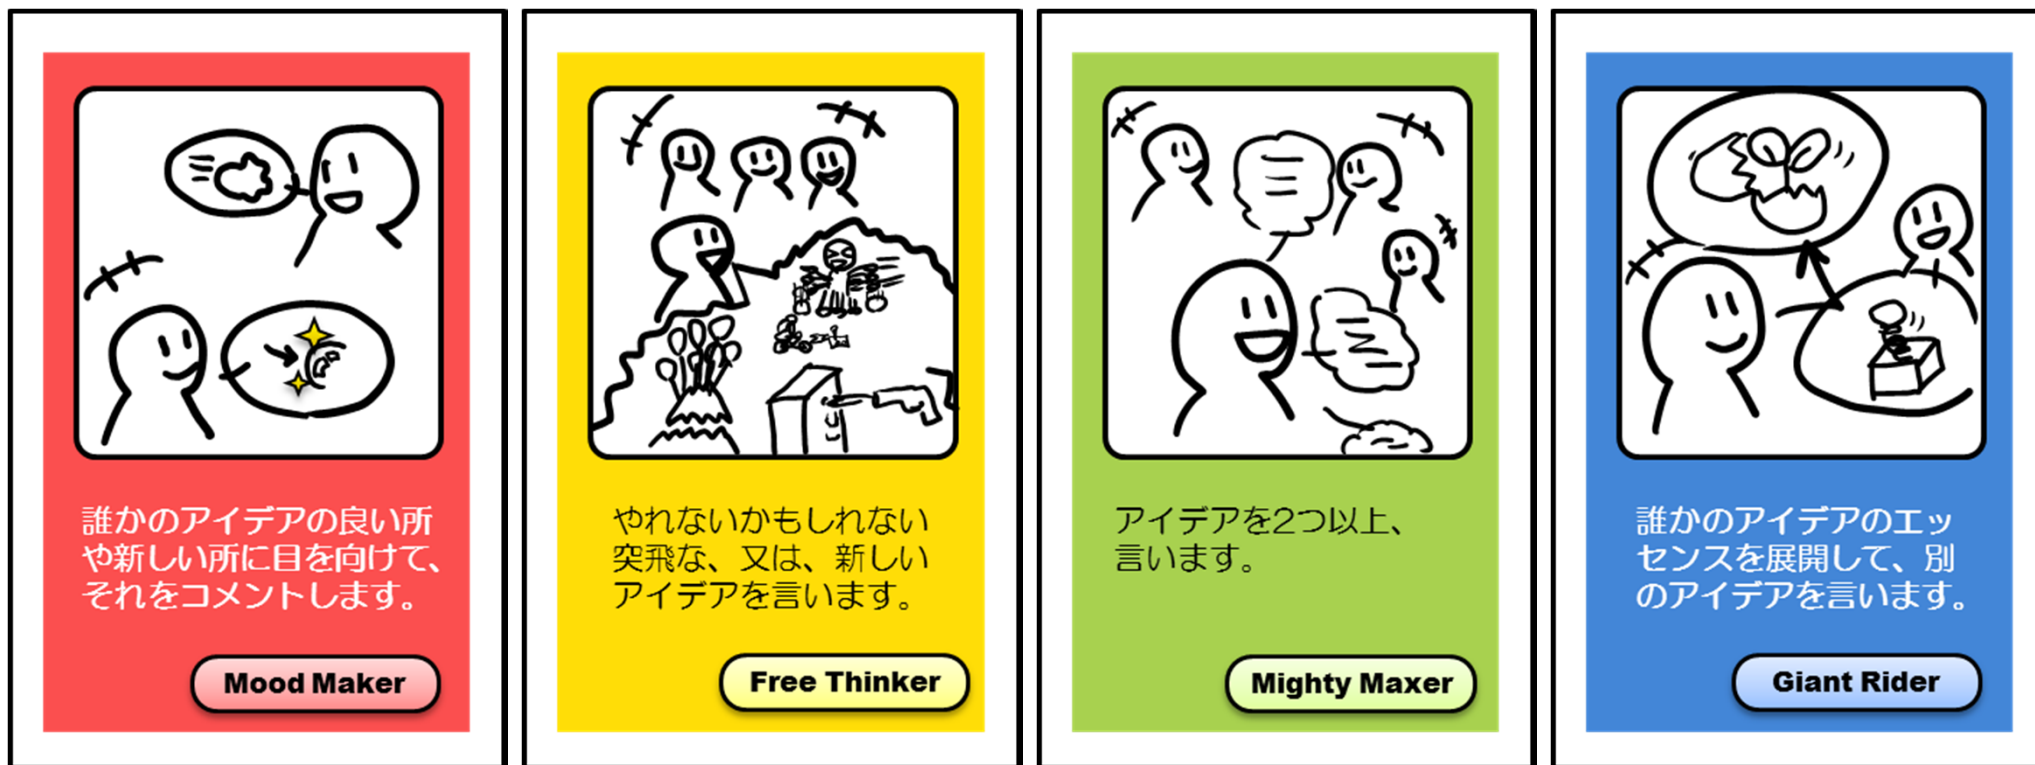 誰かのアイデアの良い所
や新しい所に目を向けて、
それをコメントします。
Mood Maker
やれないかもしれない
突飛な、又は、新しい
アイデアを言います。
Free Thinker
アイデアを2つ以上、
言います。
Mighty Maxer
誰かのアイデアのエッ
センスを展開して、別
のアイデアを言います。
Giant Rider